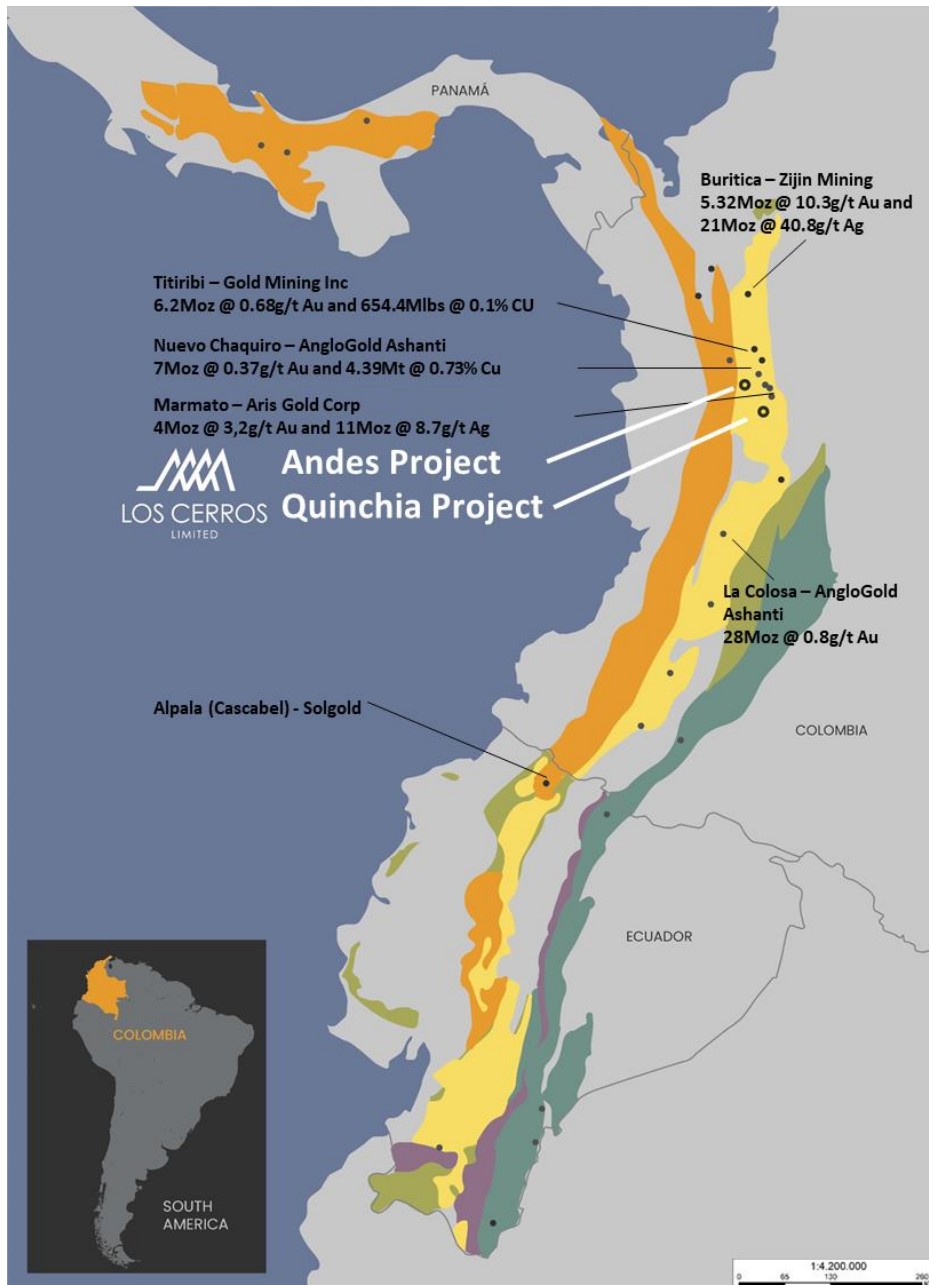 PANAMÁ
Buritica – Zijin Mining
5.32Moz @ 10.3g/t Au and
21Moz @ 40.8g/t Ag
Titiribi – Gold Mining Inc
6.2Moz @ 0.68g/t Au and 654.4Mlbs @ 0.1% CU
Nuevo Chaquiro – AngloGold Ashanti
7Moz @ 0.37g/t Au and 4.39Mt @ 0.73% Cu
Marmato – Aris Gold Corp
4Moz @ 3,2g/t Au and 11Moz @ 8.7g/t Ag
LOS CERROS
LIMITED
Andes Project
Quinchia Project
La Colosa – AngloGold
Ashanti
28Moz @ 0.8g/t Au
Alpala (Cascabel) - Solgold
COLOMBIA
ECUADOR
COLOMBIA
SOUTH
AMERICA
1:4.200.000
0 65 130 260